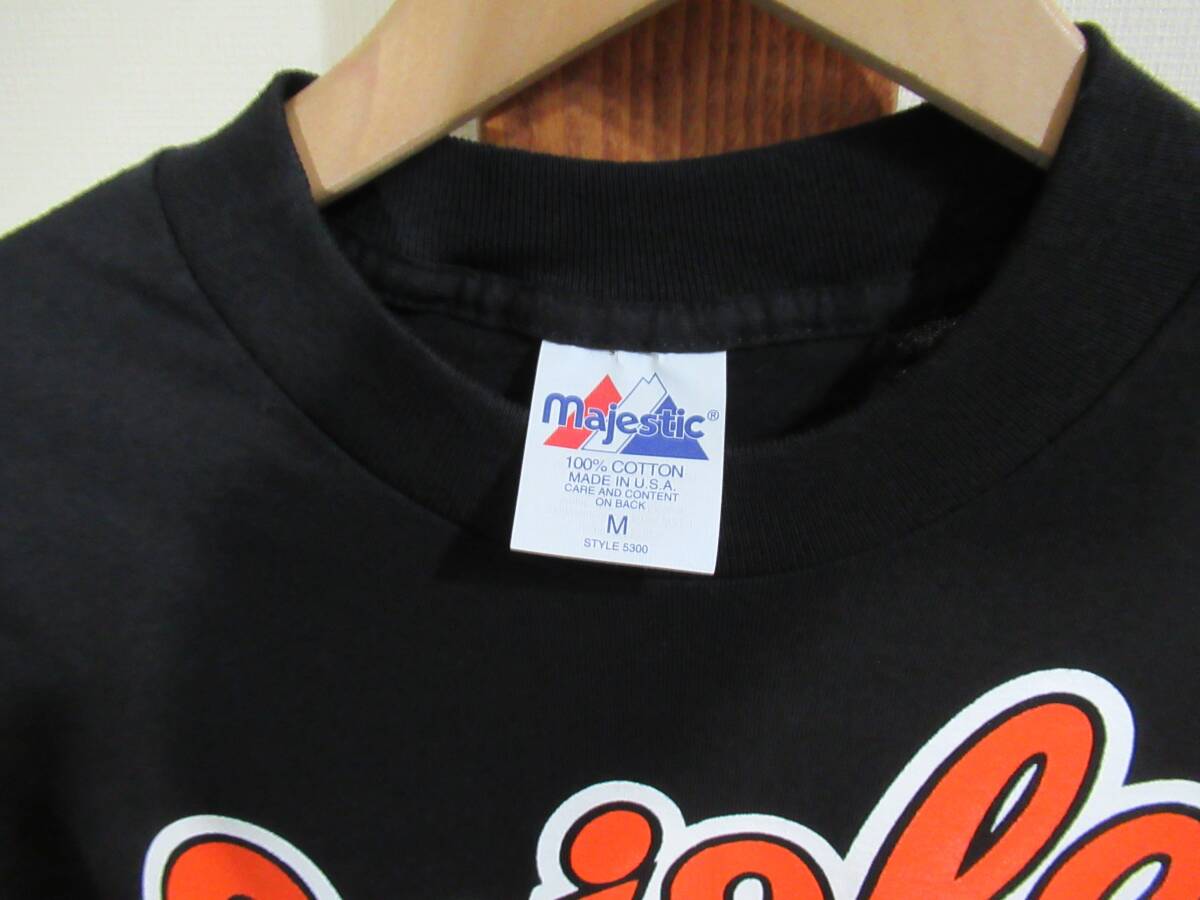 majestic®
100% COTTON
MADE IN U.S.A.
CARE AND CONTENT
ON BACK
M
STYLE 5300